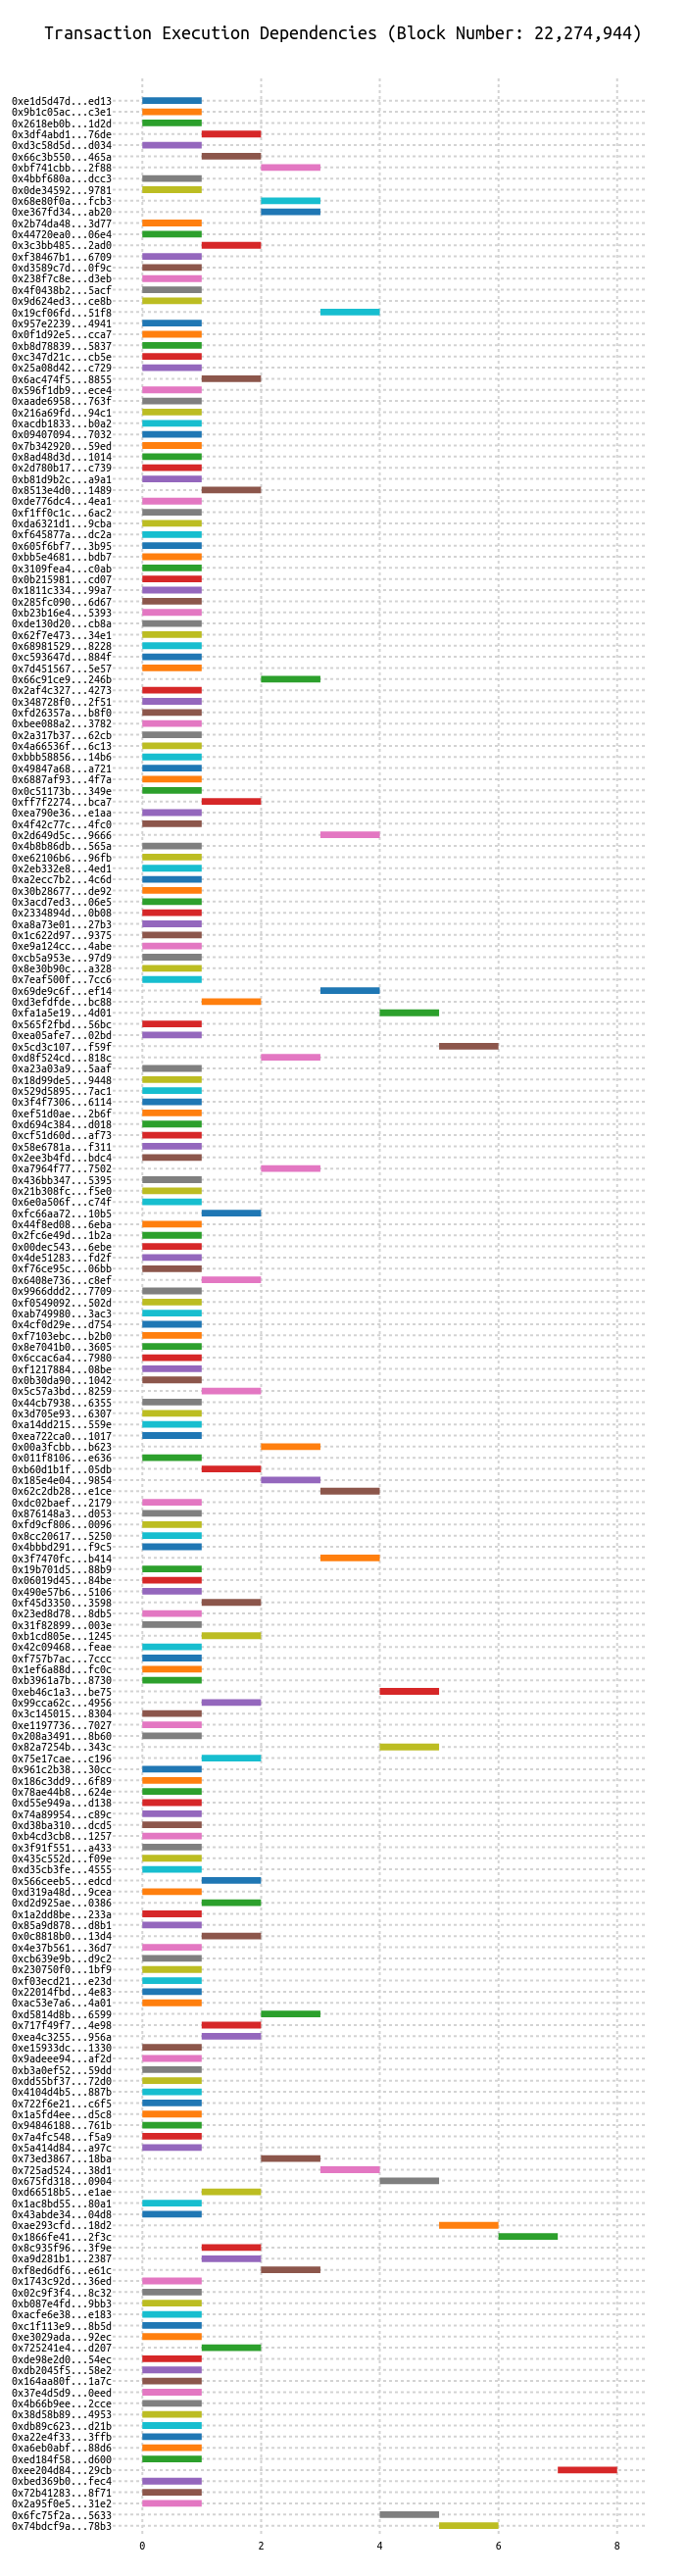 Transaction Execution Dependencies (Block Number: 22,274,944)
0xe1d5d47d...ed13
0x9b1c05ac...c3e1
0x2618eb0b...1d2d
0x3df4abd1...76de
0xd3c58d5d...d034
0x66c3b550...465a
0xbf741cbb...2f88
0x4bbf680a...dcc3
0x0de34592...9781
0x68e80f0a...fcb3
0xe367fd34...ab20
0x2b74da48...3d77
0x44720ea0...06e4
0x3c3bb485...2ad0
0xf38467b1...6709
0xd3589c7d...0f9c
0x238f7c8e...d3eb
0x4f0438b2...5acf
0x9d624ed3...ce8b
0x19cf06fd...51f8
0x957e2239...4941
0x0f1d92e5...cca7
0xb8d78839...5837
0xc347d21c...cb5e
0x25a08d42...c729
0x6ac474f5...8855
0x596f1db9...ece4
0xaade6958...763f
0x216a69fd...94c1
0xacdb1833...b0a2
0x09407094...7032
0x7b342920...59ed
0x8ad48d3d...1014
0x2d780b17...c739
0xb81d9b2c...a9a1
0x8513e4d0...1489
0xde776dc4...4ea1
0xf1ff0c1c...6ac2
0xda6321d1...9cba
0xf645877a...dc2a
0x605f6bf7...3b95
0xbb5e4681...bdb7
0x3109fea4...c0ab
0x0b215981...cd07
0x1811c334...99a7
0x285fc090...6d67
0xb23b16e4...5393
0xde130d20...cb8a
0x62f7e473...34e1
0x68981529...8228
0xc593647d...884f
0x7d451567...5e57
0x66c91ce9...246b
0x2af4c327...4273
0x348728f0...2f51
0xfd26357a...b8f0
0xbee088a2...3782
0x2a317b37...62cb
0x4a66536f...6c13
0xbbb58856...14b6
0x49847a68...a721
0x6887af93...4f7a
0x0c51173b...349e
0xff7f2274...bca7
0xea790e36...e1aa
0x4f42c77c...4fc0
0x2d649d5c...9666
0x4b8b86db...565a
0xe62106b6...96fb
0x2eb332e8...4ed1
0xa2ecc7b2...4c6d
0x30b28677...de92
0x3acd7ed3...06e5
0x2334894d...0b08
0xa8a73e01...27b3
0x1c622d97...9375
0xe9a124cc...4abe
0xcb5a953e...97d9
0x8e30b90c...a328
0x7eaf500f...7cc6
0x69de9c6f...ef14
0xd3efdfde...bc88
0xfa1a5e19...4d01
0x565f2fbd...56bc
0xea05afe7...02bd
0x5cd3c107...f59f
0xd8f524cd...818c
0xa23a03a9...5aaf
0x18d99de5...9448
0x529d5895...7ac1
0x3f4f7306...6114
0xef51d0ae...2b6f
0xd694c384...d018
0xcf51d60d...af73
0x58e6781a...f311
0x2ee3b4fd...bdc4
0xa7964f77...7502
0x436bb347...5395
0x21b308fc...f5e0
0x6e0a506f...c74f
0xfc66aa72...10b5
0x44f8ed08...6eba
0x2fc6e49d...1b2a
0x00dec543...6ebe
0x4de51283...fd2f
0xf76ce95c...06bb
0x6408e736...c8ef
0x9966ddd2...7709
0xf0549092...502d
0xab749980...3ac3
0x4cf0d29e...d754
0xf7103ebc...b2b0
0x8e7041b0...3605
0x6ccac6a4...7980
0xf1217884...08be
0x0b30da90...1042
0x5c57a3bd...8259
0x44cb7938...6355
0x3d705e93...6307
0xa14dd215...559e
0xea722ca0...1017
0x00a3fcbb...b623
0x011f8106...e636
0xb60d1b1f...05db
0x185e4e04...9854
0x62c2db28...e1ce
0xdc02baef...2179
0x876148a3...d053
0xfd9cf806...0096
0x8cc20617...5250
0x4bbbd291...f9c5
0x3f7470fc...b414
0x19b701d5...88b9
0x06019d45...84be
0x490e57b6...5106
0xf45d3350...3598
0x23ed8d78...8db5
0x31f82899...003e
0xb1cd805e...1245
0x42c09468...feae
0xf757b7ac...7ccc
0x1ef6a88d...fc0c
0xb3961a7b...8730
0xeb46c1a3...be75
0x99cca62c...4956
0x3c145015...8304
0xe1197736...7027
0x208a3491...8b60
0x82a7254b...343c
0x75e17cae...c196
0x961c2b38...30cc
0x186c3dd9...6f89
0x78ae44b8...624e
0xd55e949a...d138
0x74a89954...c89c
0xd38ba310...dcd5
0xb4cd3cb8...1257
0x3f91f551...a433
0x435c552d...f09e
0xd35cb3fe...4555
0x566ceeb5...edcd
0xd319a48d...9cea
0xd2d925ae...0386
0x1a2dd8be...233a
0x85a9d878...d8b1
0x0c8818b0...13d4
0x4e37b561...36d7
0xcb639e9b...d9c2
0x230750f0...1bf9
0xf03ecd21...e23d
0x22014fbd...4e83
0xac53e7a6...4a01
0xd5814d8b...6599
0x717f49f7...4e98
0xea4c3255...956a
0xe15933dc...1330
0x9adeee94...af2d
0xb3a0ef52...59dd
0xdd55bf37...72d0
0x4104d4b5...887b
0x722f6e21...c6f5
0x1a5fd4ee...d5c8
0x94846188...761b
0x7a4fc548...f5a9
0x5a414d84...a97c
0x73ed3867...18ba
0x725ad524...38d1
0x675fd318...0904
0xd66518b5...e1ae
0x1ac8bd55...80a1
0x43abde34...04d8
0xae293cfd...18d2
0x1866fe41...2f3c
0x8c935f96...3f9e
0xa9d281b1...2387
0xf8ed6df6...e61c
0x1743c92d...36ed
0x02c9f3f4...8c32
0xb087e4fd...9bb3
0xacfe6e38...e183
0xc1f113e9...8b5d
0xe3029ada...92ec
0x725241e4...d207
0xde98e2d0...54ec
0xdb2045f5...58e2
0x164aa80f...1a7c
0x37e4d5d9...0eed
0x4b66b9ee...2cce
0x38d58b89...4953
0xdb89c623...d21b
0xa22e4f33...3ffb
0xa6eb0abf...88d6
0xed184f58...d600
0xee204d84...29cb
0xbed369b0...fec4
0x72b41283...8f71
0x2a95f0e5...31e2
0x6fc75f2a...5633
0x74bdcf9a...78b3
0 2 4 6 8